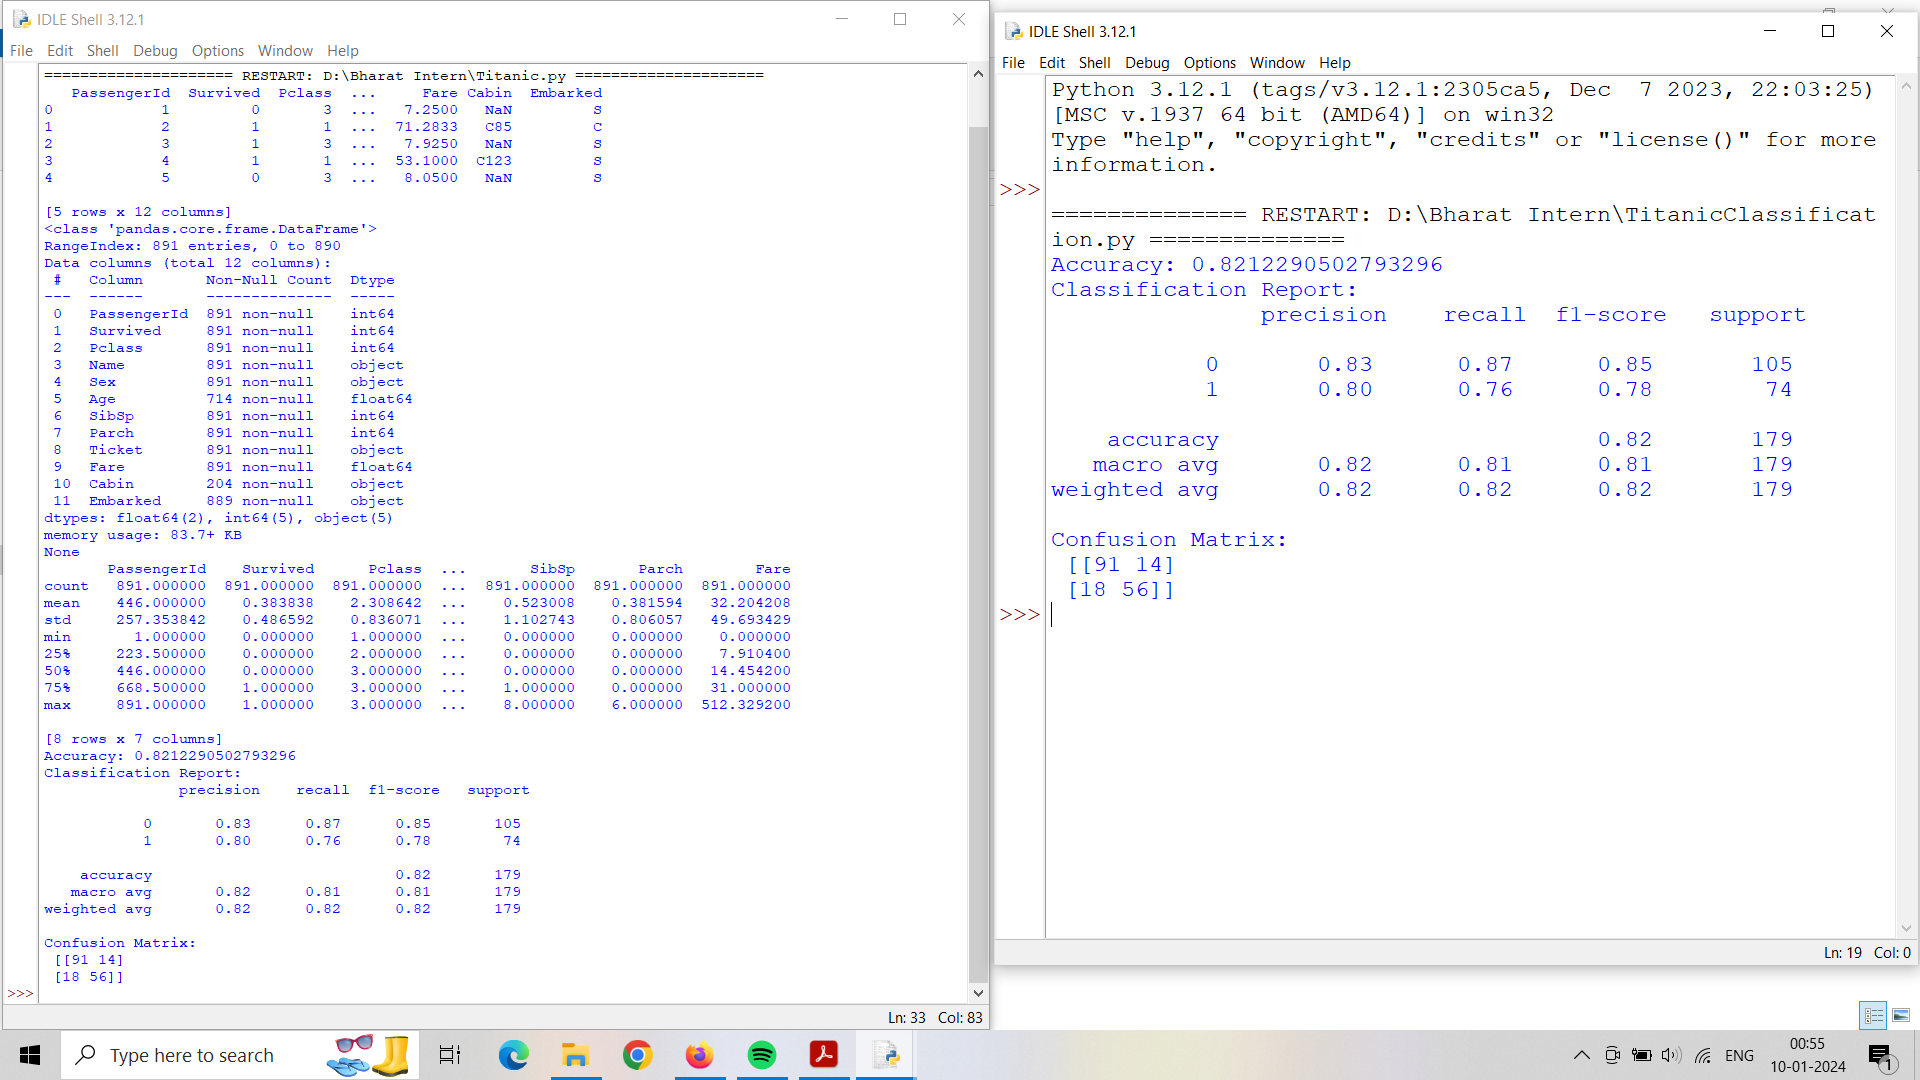 IDLE Shell 3.12.1
File Edit Shell Debug Options Window Help
===================== RESTART: D:\Bharat Intern\Titanic.py =====================
   PassengerId  Survived  Pclass  ...     Fare Cabin  Embarked
0            1         0       3  ...   7.2500   NaN         S
1            2         1       1  ...  71.2833   C85         C
2            3         1       3  ...   7.9250   NaN         S
3            4         1       1  ...  53.1000  C123         S
4            5         0       3  ...   8.0500   NaN         S
[5 rows x 12 columns]
<class 'pandas.core.frame.DataFrame'>
RangeIndex: 891 entries, 0 to 890
Data columns (total 12 columns):
 #   Column       Non-Null Count  Dtype
---  ------       --------------  -----
 0   PassengerId  891 non-null    int64
 1   Survived     891 non-null    int64
 2   Pclass       891 non-null    int64
 3   Name         891 non-null    object
 4   Sex          891 non-null    object
 5   Age          714 non-null    float64
 6   SibSp        891 non-null    int64
 7   Parch        891 non-null    int64
 8   Ticket       891 non-null    object
 9   Fare         891 non-null    float64
 10  Cabin        204 non-null    object
 11  Embarked     889 non-null    object
dtypes: float64(2), int64(5), object(5)
memory usage: 83.7+ KB
None
       PassengerId    Survived      Pclass  ...       SibSp       Parch        Fare
count   891.000000  891.000000  891.000000  ...  891.000000  891.000000  891.000000
mean    446.000000    0.383838    2.308642  ...    0.523008    0.381594   32.204208
std     257.353842    0.486592    0.836071  ...    1.102743    0.806057   49.693429
min       1.000000    0.000000    1.000000  ...    0.000000    0.000000    0.000000
25%     223.500000    0.000000    2.000000  ...    0.000000    0.000000    7.910400
50%     446.000000    0.000000    3.000000  ...    0.000000    0.000000   14.454200
75%     668.500000    1.000000    3.000000  ...    1.000000    0.000000   31.000000
max     891.000000    1.000000    3.000000  ...    8.000000    6.000000  512.329200
[8 rows x 7 columns]
Accuracy: 0.8212290502793296
Classification Report:
               precision    recall  f1-score   support
           0       0.83      0.87      0.85       105
           1       0.80      0.76      0.78        74
    accuracy                           0.82       179
   macro avg       0.82      0.81      0.81       179
weighted avg       0.82      0.82      0.82       179
Confusion Matrix:
 [[91 14]
 [18 56]]
>>>
Ln: 33 Col: 83
IDLE Shell 3.12.1
File Edit Shell Debug Options Window Help
Python 3.12.1 (tags/v3.12.1:2305ca5, Dec  7 2023, 22:03:25)
[MSC v.1937 64 bit (AMD64)] on win32
Type "help", "copyright", "credits" or "license()" for more
information.
>>>
============== RESTART: D:\Bharat Intern\TitanicClassificat
ion.py ==============
Accuracy: 0.8212290502793296
Classification Report:
               precision    recall  f1-score   support
           0       0.83      0.87      0.85       105
           1       0.80      0.76      0.78        74
    accuracy                           0.82       179
   macro avg       0.82      0.81      0.81       179
weighted avg       0.82      0.82      0.82       179
Confusion Matrix:
 [[91 14]
 [18 56]]
>>>
Ln: 19 Col: 0
Type here to search
ENG
00:55
10-01-2024
1